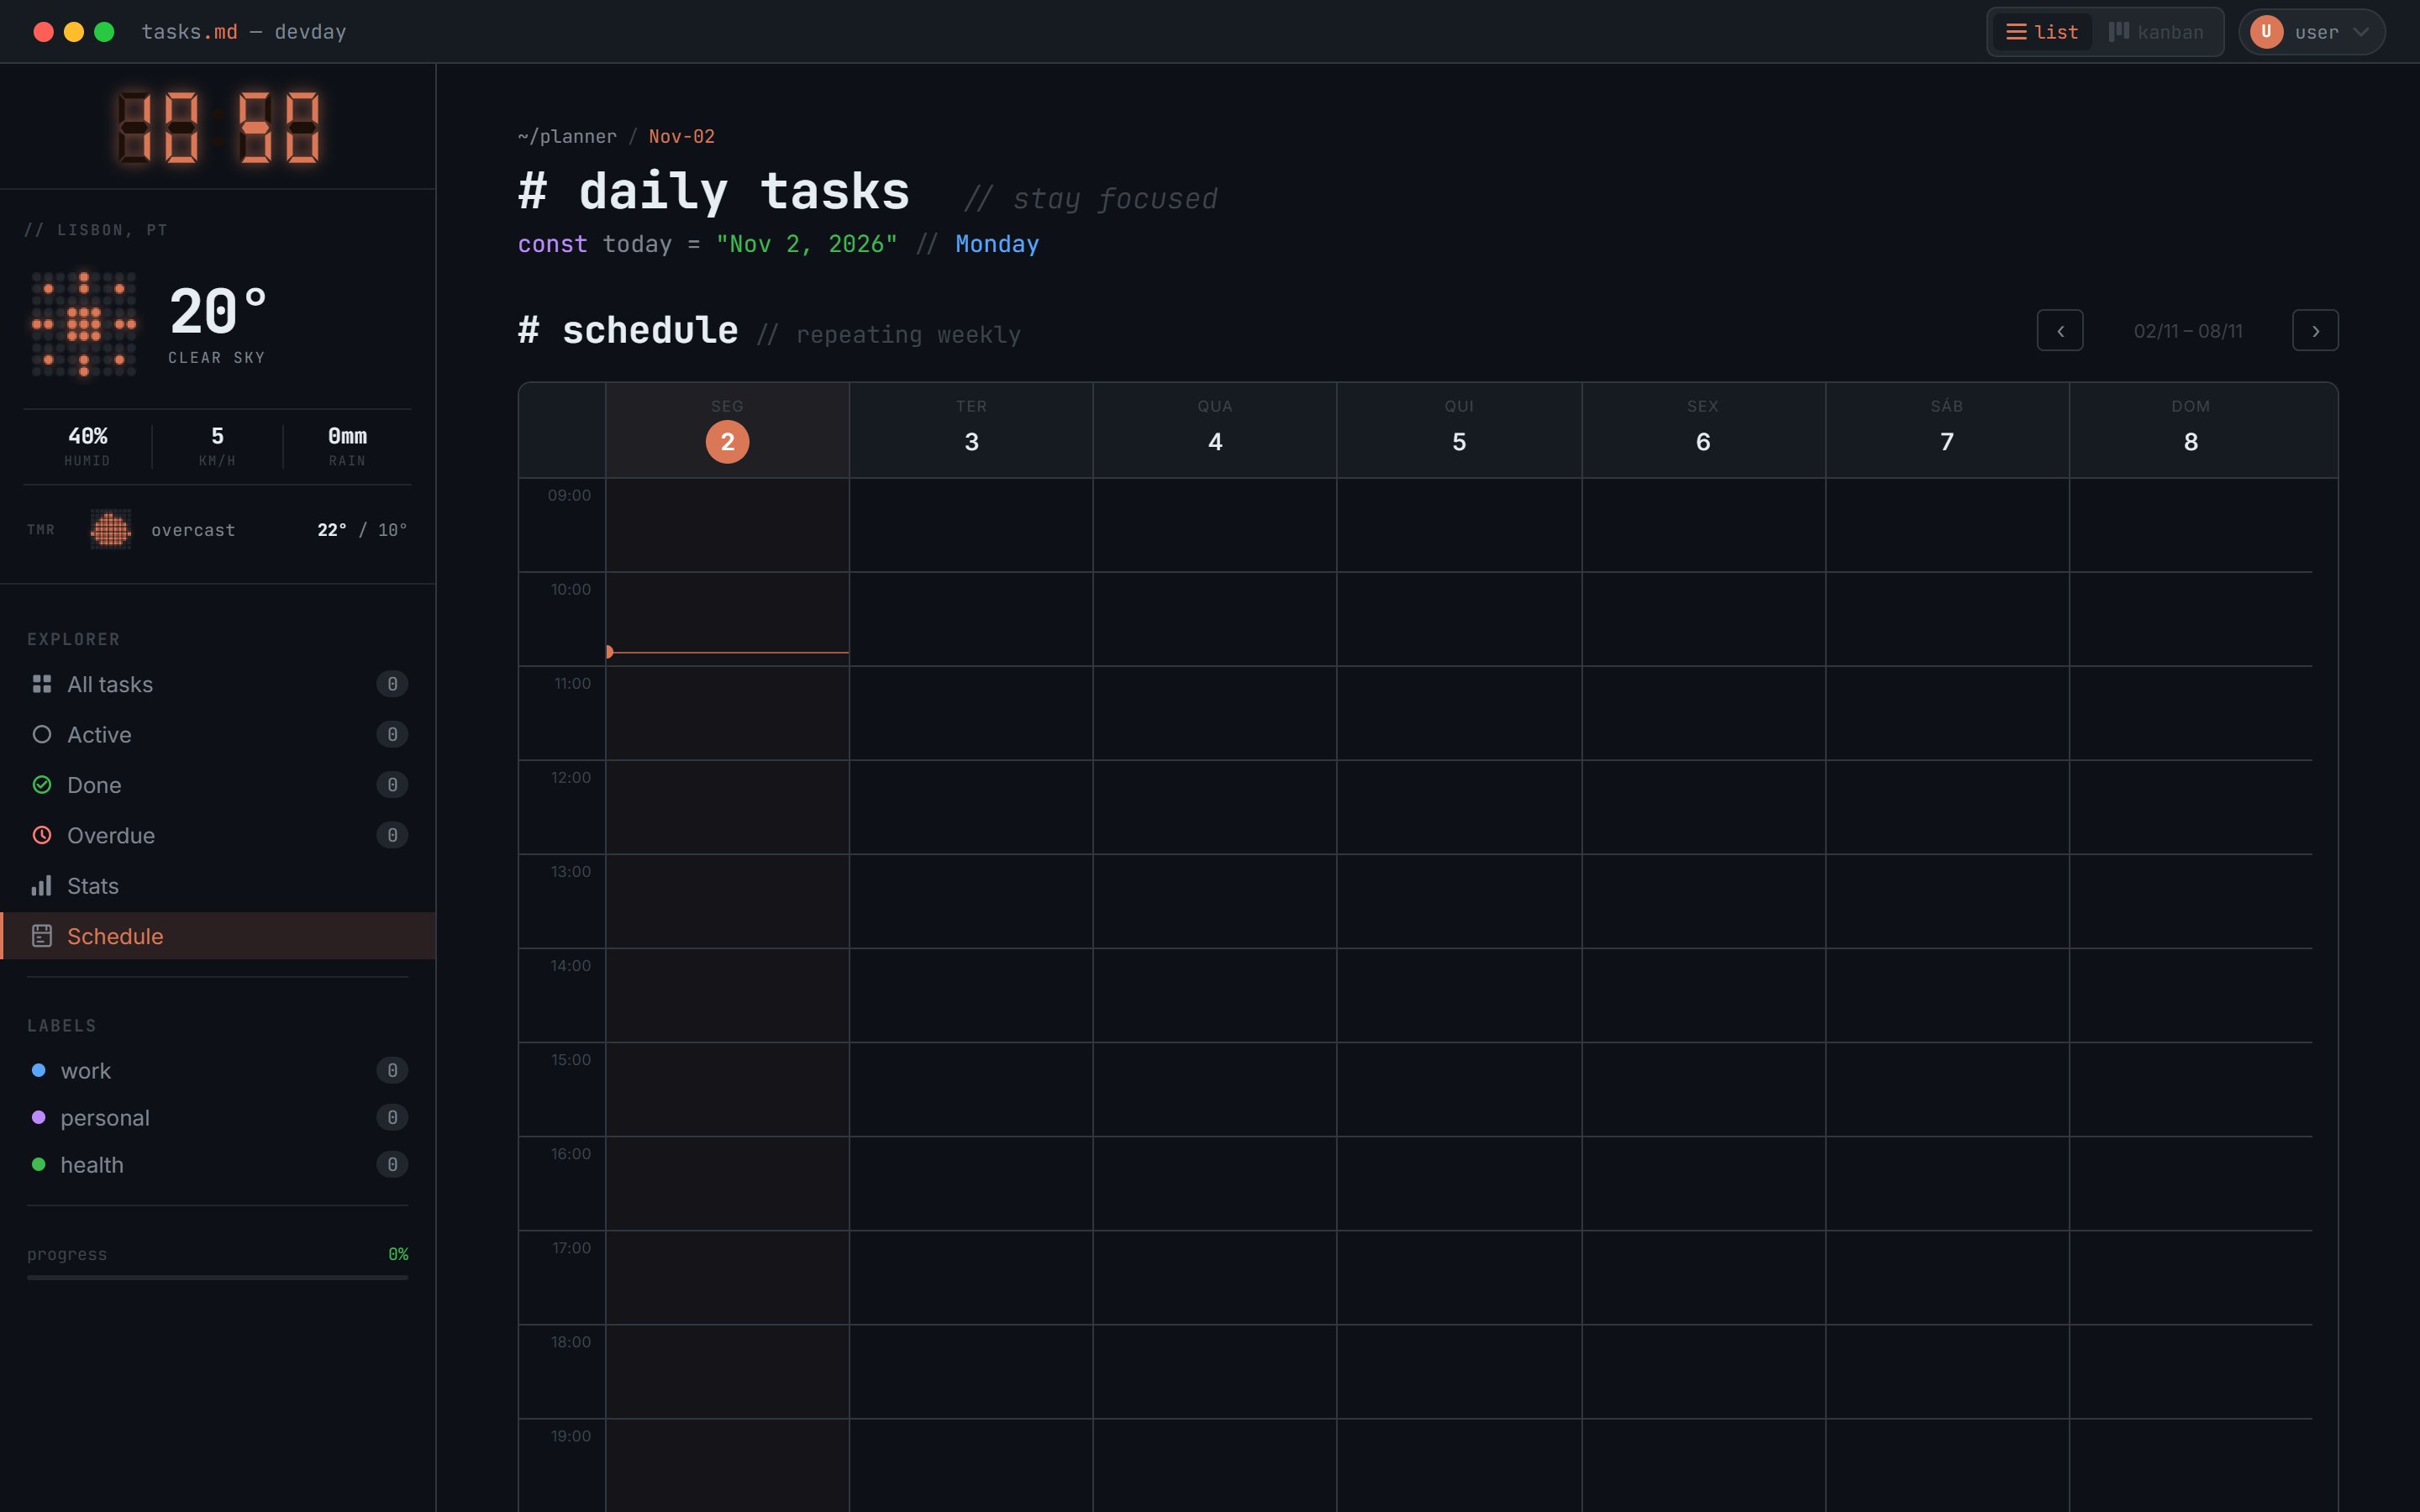 tasks.md — devday
list
kanban
U
user
10:50
// LISBON, PT
20°
CLEAR SKY
40%
HUMID
5
KM/H
0mm
RAIN
TMR
overcast
22° / 10°
EXPLORER
All tasks
0
Active
0
Done
0
Overdue
0
Stats
Schedule
LABELS
work
0
personal
0
health
0
progress
0%
~/planner / Nov-02
# daily tasks // stay focused
const today = "Nov 2, 2026" // Monday
# schedule // repeating weekly
‹
02/11 – 08/11
›
SEG
2
TER
3
QUA
4
QUI
5
SEX
6
SÁB
7
DOM
8
09:00
10:00
11:00
12:00
13:00
14:00
15:00
16:00
17:00
18:00
19:00